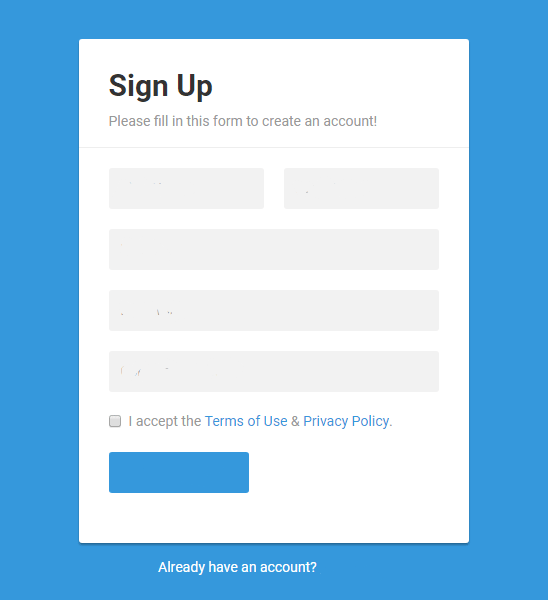 Sign Up
Please fill in this form to create an account!
I accept the Terms of Use & Privacy Policy.
Already have an account?